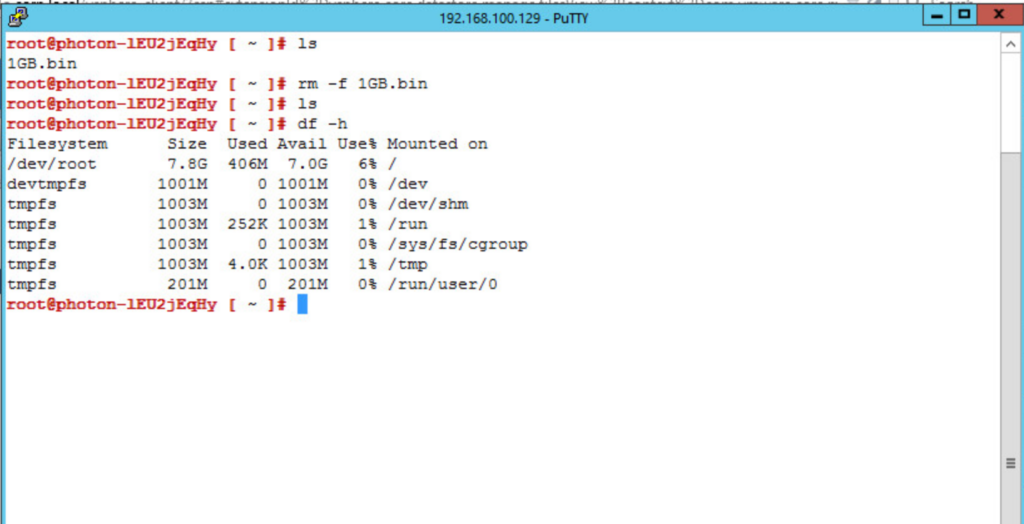 192.168.100.129 - PuTTY
root@photon-lEU2jEqHy [ ~ ]# ls
1GB.bin
root@photon-lEU2jEqHy [ ~ ]# rm -f 1GB.bin
root@photon-lEU2jEqHy [ ~ ]# ls
root@photon-lEU2jEqHy [ ~ ]# df -h
Filesystem      Size  Used Avail Use% Mounted on
/dev/root       7.8G  406M  7.0G   6% /
devtmpfs       1001M     0 1001M   0% /dev
tmpfs          1003M     0 1003M   0% /dev/shm
tmpfs          1003M  252K 1003M   1% /run
tmpfs          1003M     0 1003M   0% /sys/fs/cgroup
tmpfs          1003M  4.0K 1003M   1% /tmp
tmpfs           201M     0  201M   0% /run/user/0
root@photon-lEU2jEqHy [ ~ ]#